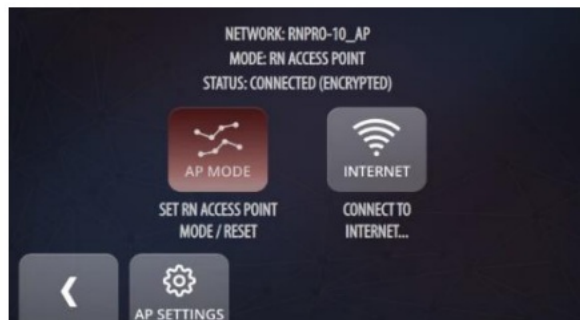 NETWORK: RNPRO-10_AP
MODE: RN ACCESS POINT
STATUS: CONNECTED (ENCRYPTED)
AP MODE
INTERNET
SET RN ACCESS POINT
MODE / RESET
CONNECT TO
INTERNET...
AP SETTINGS